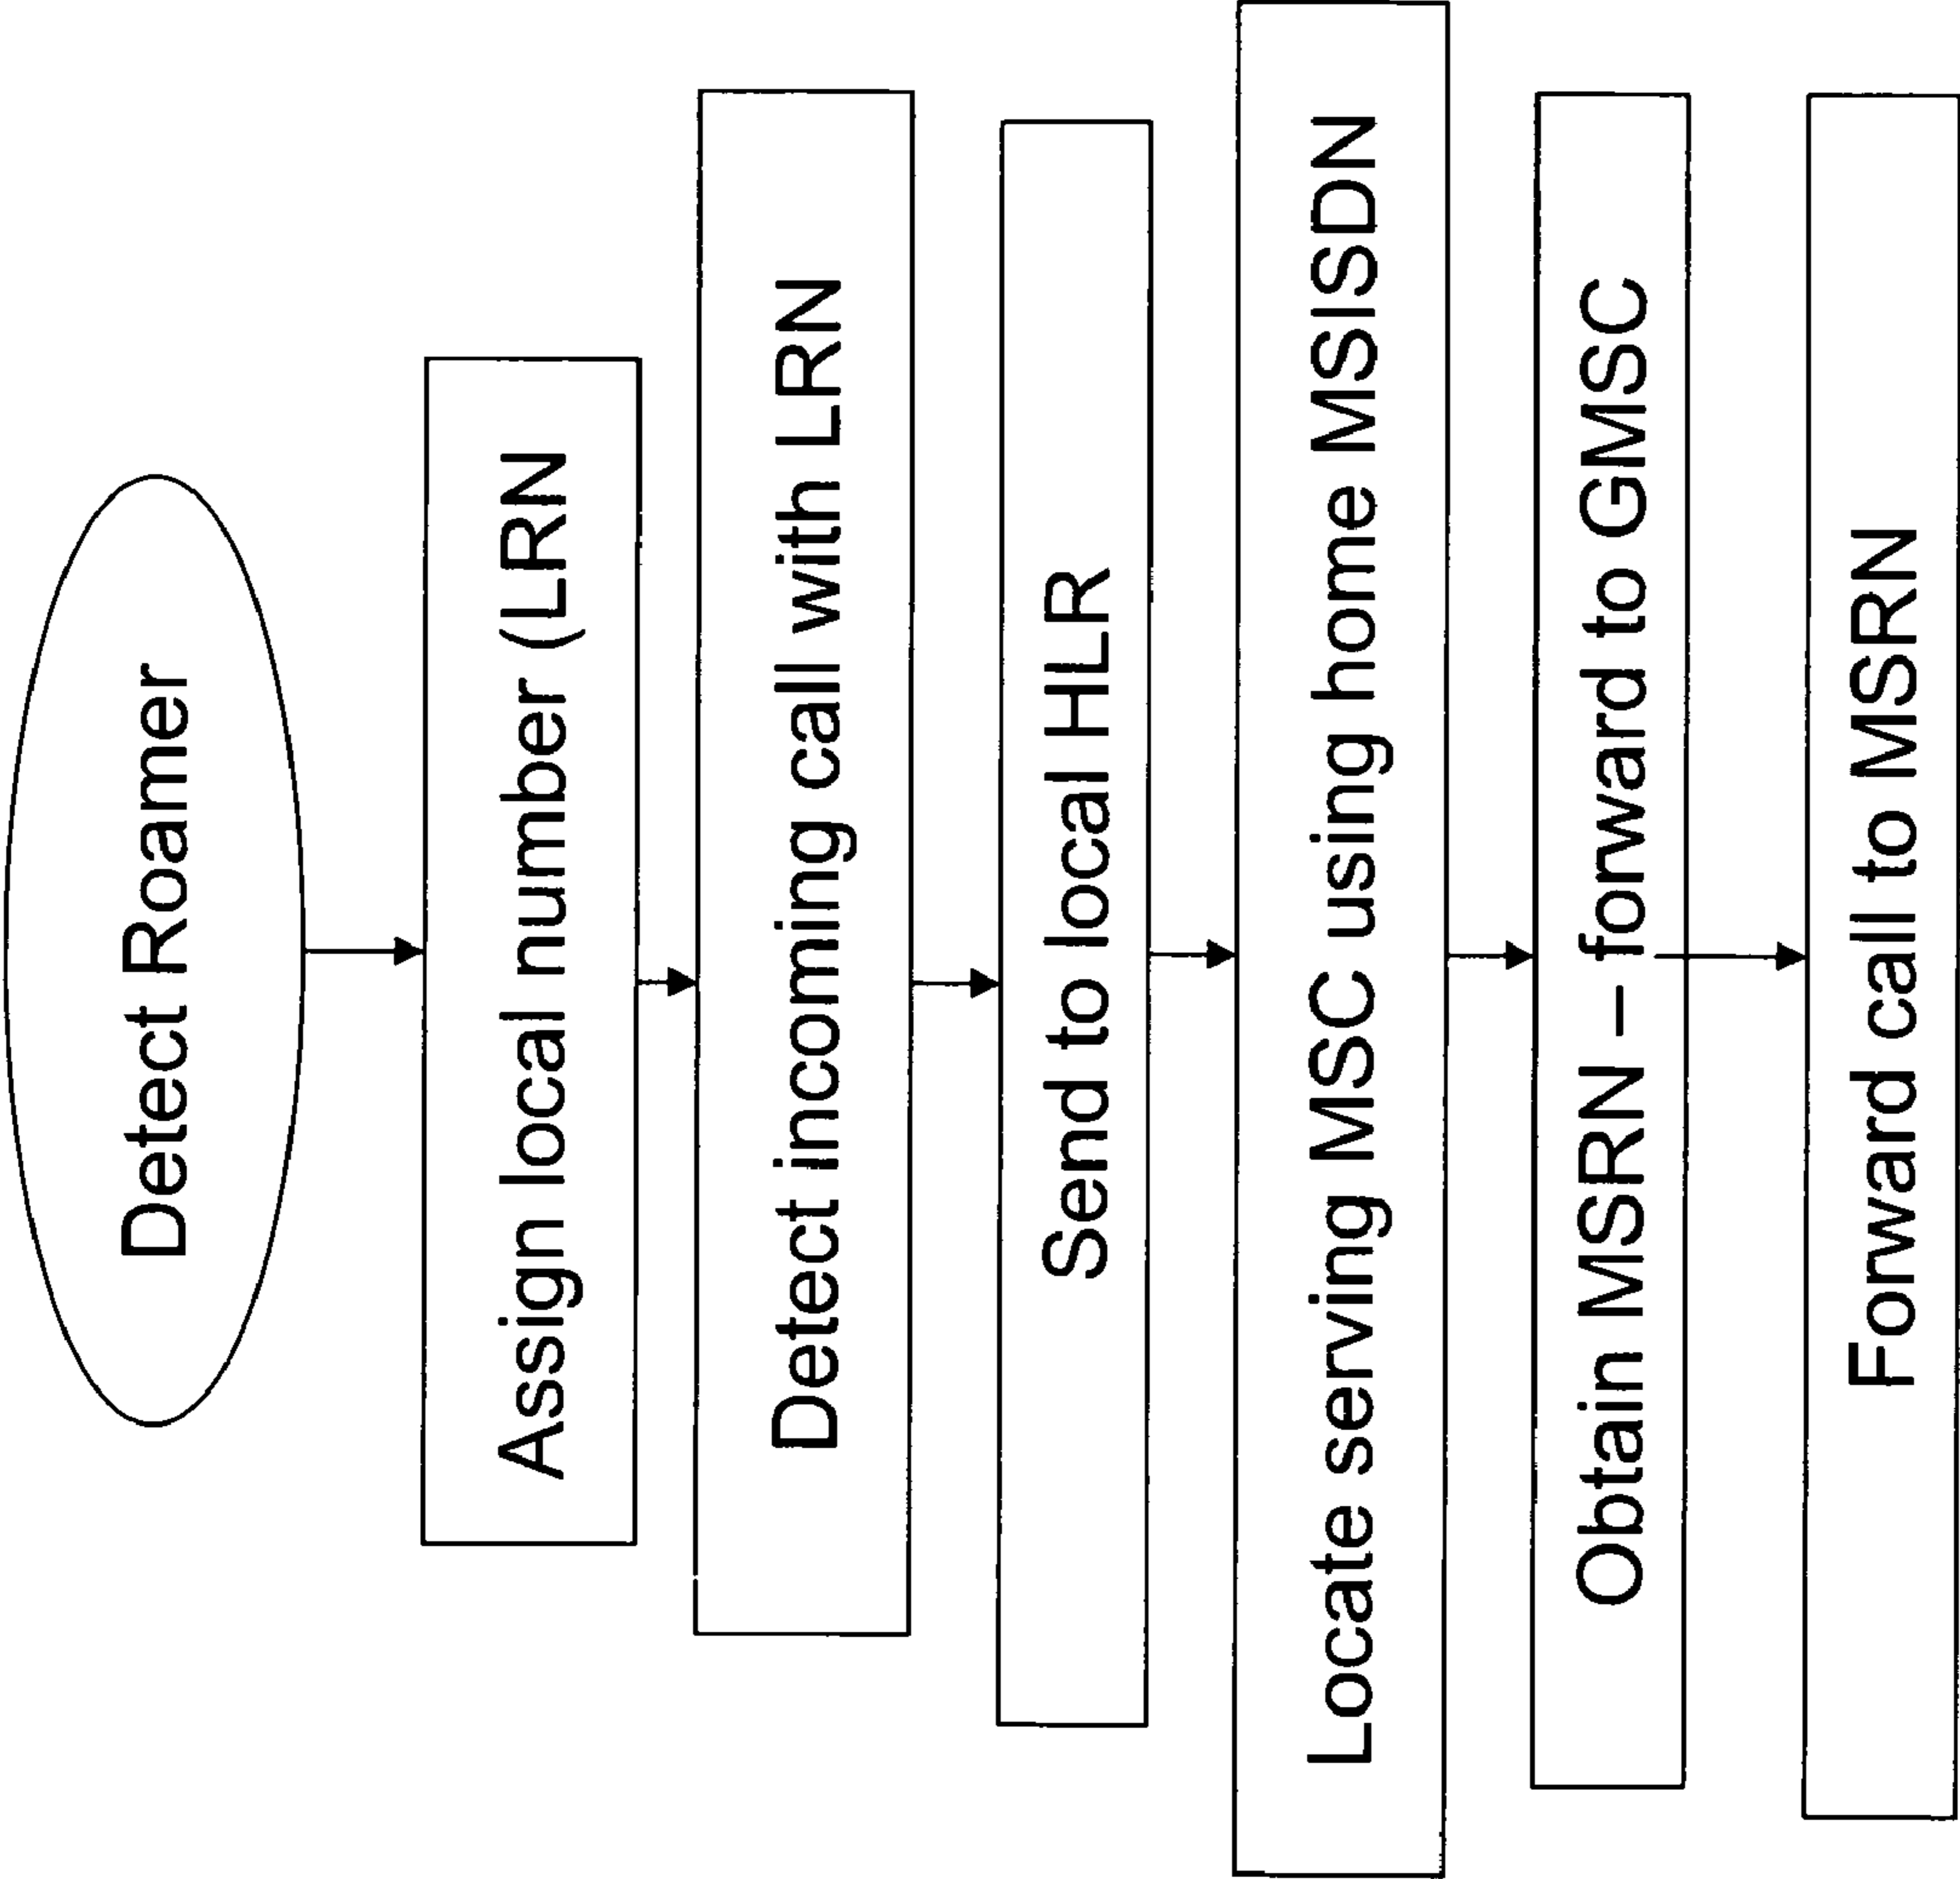 Detect Roamer
Assign local number (LRN
Detect incoming call with LRN
Send to local HLR
Locate serving MSC using home MSISDN
Obtain MSRN – forward to GMSC
Forward call to MSRN